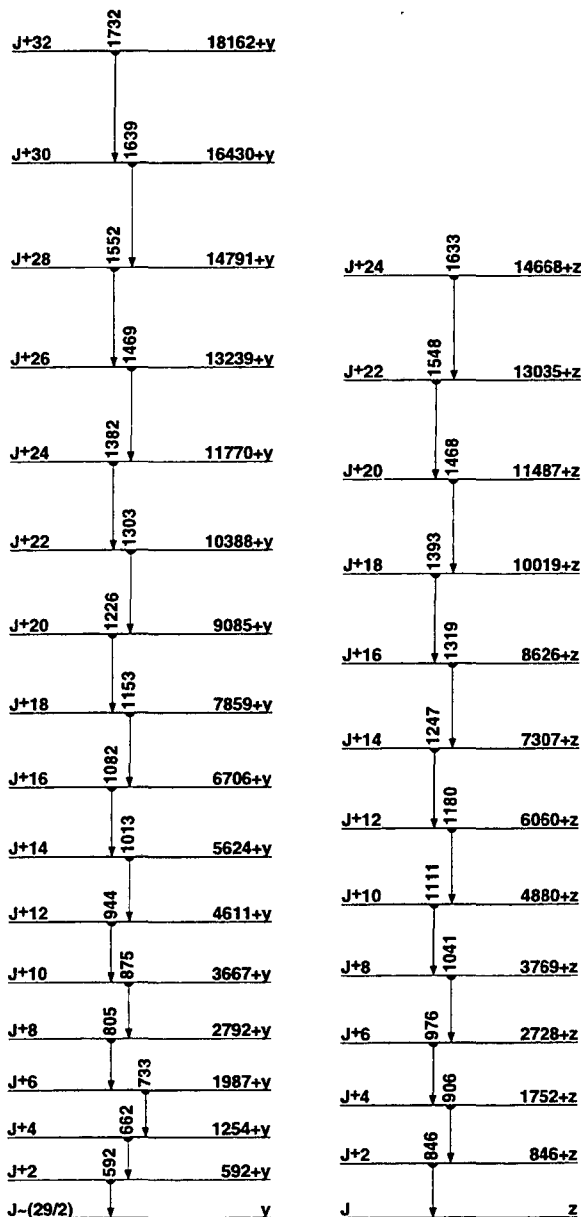 J+32 1732 18162+y
J+30 1639 16430+y
J+28 1552 14791+y
J+26 1469 13239+y
J+24 1382 11770+y
J+22 1303 10388+y
J+20 1226 9085+y
J+18 1153 7859+y
J+16 1082 6706+y
J+14 1013 5624+y
J+12 944 4611+y
J+10 875 3667+y
J+8 805 2792+y
J+6 733 1987+y
J+4 662 1254+y
J+2 592 592+y
J~(29/2) y
J+24 1633 14668+z
J+22 1548 13035+z
J+20 1468 11487+z
J+18 1393 10019+z
J+16 1319 8626+z
J+14 1247 7307+z
J+12 1180 6060+z
J+10 1111 4880+z
J+8 1041 3769+z
J+6 976 2728+z
J+4 906 1752+z
J+2 846 846+z
J z